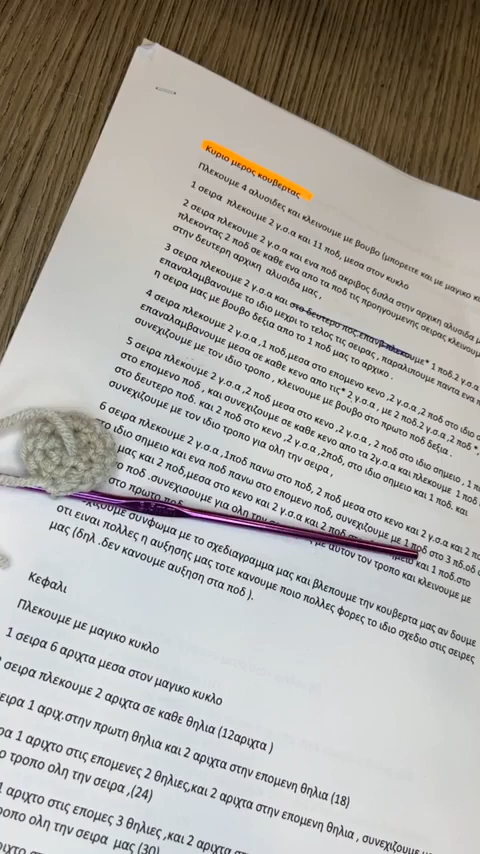 Κυριο μερος κουβερτας
Πλεκουμε 4 αλυσιδες και κλεινουμε με βουβο (μπορειτε και με μαγικο
1 σειρα πλεκουμε 2 γ.σ.α και 11 ποδ, μεσα στον κυκλο
2 σειρα πλεκουμε 2 γ.σ.α και ενα ποδ ακριβος διπλα στην αρχικη αλυσιδα
πλεκοντας 2 ποδ σε καθε ενα απο τα ποδ τις προηγουμενης σειρας κλεινουμ
στην δευτερη αρχικη αλυσιδα μας ,
3 σειρα πλεκουμε 2 γ.σ.α και στο δευτερο πος, * 1 ποδ,2 γ.σ.α
επαναλαμβανουμε το ιδιο μεχρι το τελος τις σειρας , παραλιπουμε παντα ενα
η σειρα μας με βουβο δεξια απο το 1 ποδ μας το αρχικο .
4 σειρα πλεκουμε 2 γ.σ.α ,1 ποδ,μεσα στο επομενο κενο ,2 γ.σ.α ,2 ποδ στο ιδιο
επαναλαμβανουμε μεσα σε καθε κενο απο τις* 2 γ.σ.α , με 2 ποδ.2 γ.σ.α ,2 ποδ *.
συνεχιζουμε με τον ιδιο τροπο , κλεινουμε με βουβο στο πρωτο ποδ δεξια .
5 σειρα πλεκουμε 2 γ.σ.α ,2 ποδ μεσα στο κενο ,2 γ.σ.α , 2 ποδ στο ιδιο σημειο , 1
στο επομενο ποδ , και συνεχιζουμε σε καθε κενο απο τα 2γ.σ.α και πλεκουμε 1 ποδ
στο δευτερο ποδ, και 2 ποδ στο κενο ,2 γ.σ.α ,2ποδ, στο ιδιο σημειο και 1 ποδ, και
συνεχιζουμε με τον ιδιο τροπο για ολη την σειρα ,
6 σειρα πλεκουμε 2 γ.σ.α ,1ποδ πανω στο ποδ, 2 ποδ μεσα στο κενο και 2 γ.σ.α και 2
το ιδιο σημειο και ενα ποδ πανω στο επομενο ποδ, συνεχιζουμε με 1 ποδ στο 3 πδ.οδ
μας και 2 ποδ,μεσα στο κενο και 2 γ.σ.α και 2 ποδ και 1 ποδ.στο
ποδ συνεχισουμε για ολη την με αυτον τον τροπο και κλεινουμε με
στο πρωτο
συνφωμα με το σχεδιαγραμμα μας και βλεπουμε την κουβερτα μας αν δουμε
οτι ειναι πολλες η αυξησης μας τοτε κανουμε ποιο πολλες φορες το ιδιο σχεδιο στις σειρες
μας (δηλ .δεν κανουμε αυξηση στα ποδ ).
Κεφαλι
Πλεκουμε με μαγικο κυκλο
1 σειρα 6 αριχτα μεσα στον μαγικο κυκλο
σειρα πλεκουμε 2 αριχτα σε καθε θηλια (12αριχτα )
σειρα 1 αριχ.στην πρωτη θηλια και 2 αριχτα στην επομενη θηλια (18)
1 αριχτο στις επομενες 2 θηλιες,και 2 αριχτα στην επομενη θηλια , συνεχιζουμε
τροπο ολη την σειρα ,(24)
1 αριχτο στις επομες 3 θηλιες ,και 2 αριχτα
ολη την σειρα μας (30)